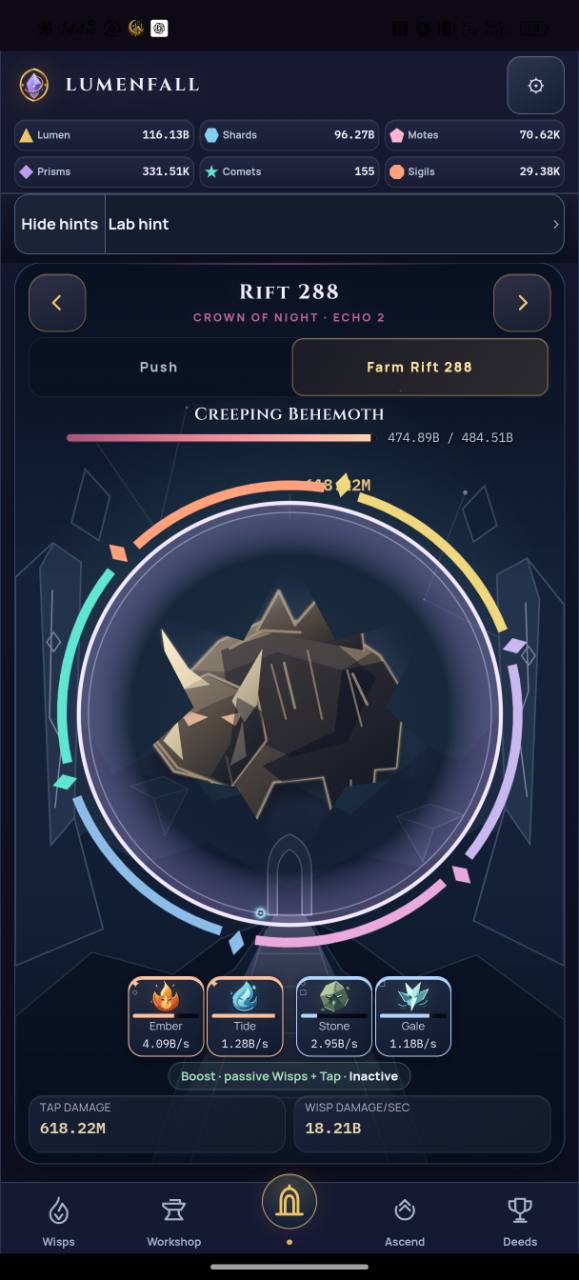 LUMENFALL
Lumen 116.13B Shards 96.27B Motes 70.62K
Prisms 331.51K Comets 155 Sigils 29.38K
Hide hints Lab hint
RIFT 288
CROWN OF NIGHT · ECHO 2
Push Farm Rift 288
CREEPING BEHEMOTH
474.89B / 484.51B
Ember Tide Stone Gale
4.09B/s 1.28B/s 2.95B/s 1.18B/s
Boost · passive Wisps + Tap · Inactive
TAP DAMAGE WISP DAMAGE/SEC
618.22M 18.21B
Wisps Workshop Ascend Deeds